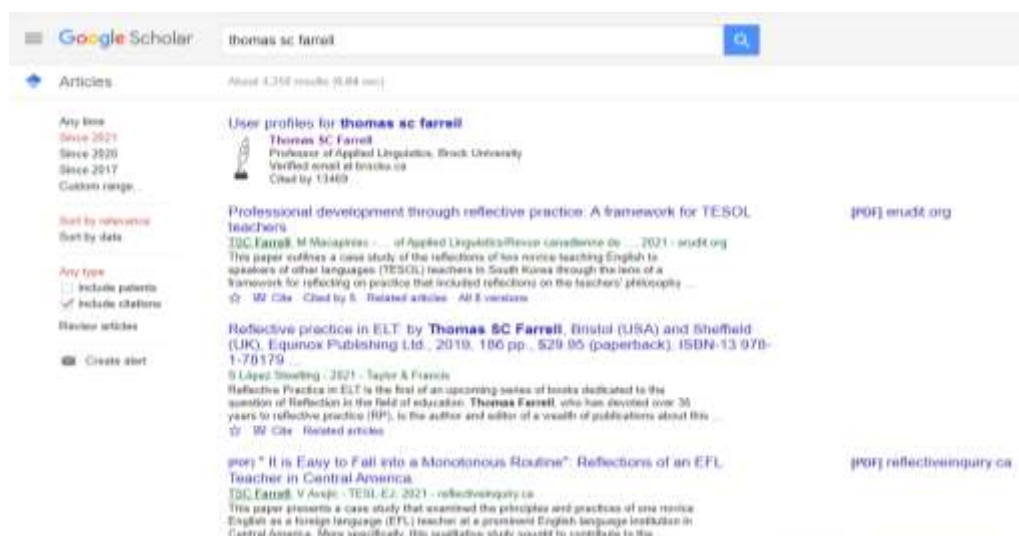 Google Scholar
thomas sc farrell
Articles
About 4,350 results (0.04 sec)
Any time
Since 2021
Since 2020
Since 2017
Custom range...
Sort by relevance
Sort by date
Any type
include patents
include citations
Review articles
Create alert
User profiles for thomas sc farrell
Thomas SC Farrell
Professor of Applied Linguistics, Brock University
Verified email at brocku.ca
Cited by 13469
Professional development through reflective practice: A framework for TESOL
teachers
[PDF] erudit.org
TSC Farrell, M Macapinlac - … of Applied Linguistics/Revue canadienne de …, 2021 - erudit.org
This paper outlines a case study of the reflections of two novice teaching English to
speakers of other languages (TESOL) teachers in South Korea through the lens of a
framework for reflecting on practice that included reflections on the teachers' philosophy …
Cite Cited by 5 Related articles All 8 versions
Reflective practice in ELT by Thomas SC Farrell, Bristol (USA) and Sheffield
(UK), Equinox Publishing Ltd., 2019, 186 pp., $29.95 (paperback), ISBN-13 978-
1-78179 …
- 2021 - Taylor & Francis
Reflective Practice in ELT is the first of an upcoming series of books dedicated to the
question of Reflection in the field of education. Thomas Farrell, who has devoted over 35
years to reflective practice (RP), is the author and editor of a wealth of publications about this …
Cite Related articles
[PDF] " It is Easy to Fall into a Monotonous Routine": Reflections of an EFL
Teacher in Central America
[PDF] reflectiveinquiry.ca
TSC Farrell, V Avejic - TESL-EJ, 2021 - reflectiveinquiry.ca
This paper presents a case study that examined the principles and practices of one novice
English as a foreign language (EFL) teacher at a prominent English language institution in
Central America. More specifically, this qualitative study sought to contribute to the